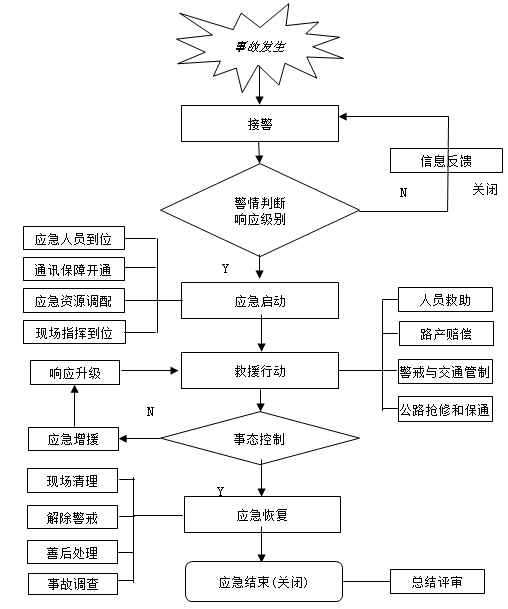 事故发生
接警
信息反馈
警情判断
响应级别
N
关闭
应急人员到位
通讯保障开通
应急资源调配
现场指挥到位
Y
应急启动
人员救助
路产赔偿
警戒与交通管制
公路抢修和保通
响应升级
救援行动
N
应急增援
事态控制
现场清理
解除警戒
善后处理
事故调查
Y
应急恢复
应急结束(关闭)
总结评审